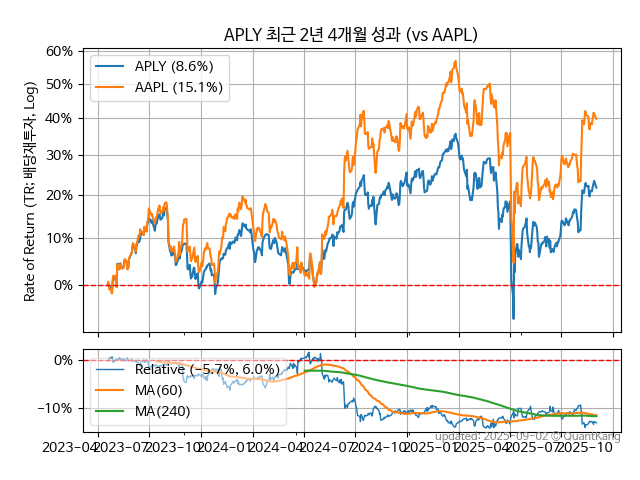 APLY 최근 2년 4개월 성과 (vs AAPL)
60%
50%
40%
30%
20%
10%
0%
Rate of Return (TR: 배당재투자, Log)
APLY (8.6%)
AAPL (15.1%)
0%
−10%
Relative (−5.7%, 6.0%)
MA(60)
MA(240)
2023-04
2023-07
2023-10
2024-01
2024-04
2024-07
2024-10
2025-01
2025-04
2025-07
2025-10
updated: 2025-09-02 © QuantKang